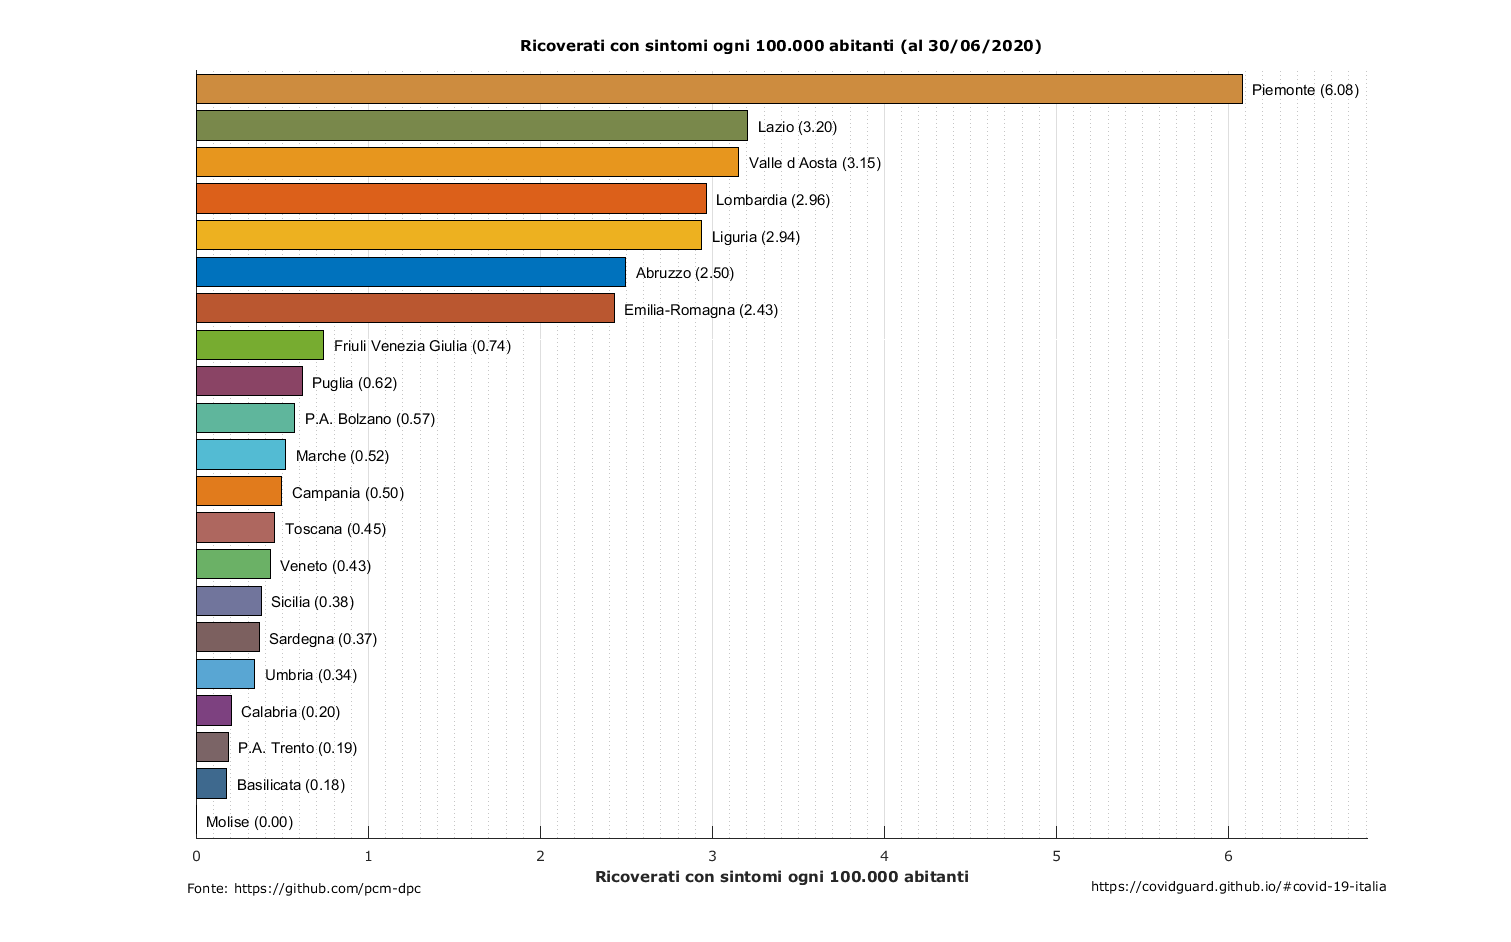 Ricoverati con sintomi ogni 100.000 abitanti (al 30/06/2020)
Piemonte (6.08)
Lazio (3.20)
Valle d Aosta (3.15)
Lombardia (2.96)
Liguria (2.94)
Abruzzo (2.50)
Emilia-Romagna (2.43)
Friuli Venezia Giulia (0.74)
Puglia (0.62)
P.A. Bolzano (0.57)
Marche (0.52)
Campania (0.50)
Toscana (0.45)
Veneto (0.43)
Sicilia (0.38)
Sardegna (0.37)
Umbria (0.34)
Calabria (0.20)
P.A. Trento (0.19)
Basilicata (0.18)
Molise (0.00)
0 1 2 3 4 5 6
Ricoverati con sintomi ogni 100.000 abitanti
Fonte: https://github.com/pcm-dpc
https://covidguard.github.io/#covid-19-italia